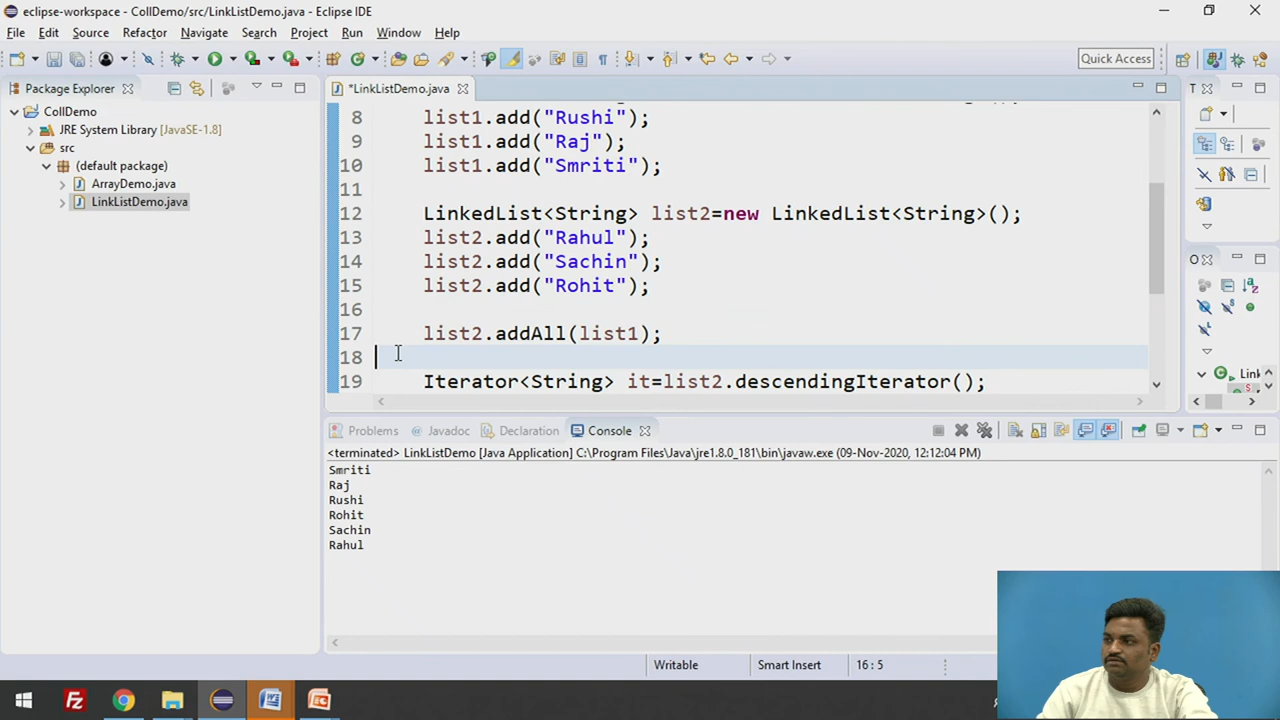 eclipse-workspace - CollDemo/src/LinkListDemo.java - Eclipse IDE
File Edit Source Refactor Navigate Search Project Run Window Help
Quick Access
Package Explorer
CollDemo
JRE System Library [JavaSE-1.8]
src
(default package)
ArrayDemo.java
LinkListDemo.java
*LinkListDemo.java
8 list1.add("Rushi");
9 list1.add("Raj");
10 list1.add("Smriti");
11
12 LinkedList<String> list2=new LinkedList<String>();
13 list2.add("Rahul");
14 list2.add("Sachin");
15 list2.add("Rohit");
16
17 list2.addAll(list1);
18
19 Iterator<String> it=list2.descendingIterator();
T
O
Link
Problems Javadoc Declaration Console
<terminated> LinkListDemo [Java Application] C:\Program Files\Java\jre1.8.0_181\bin\javaw.exe (09-Nov-2020, 12:12:04 PM)
Smriti
Raj
Rushi
Rohit
Sachin
Rahul
Writable Smart Insert 16 : 5